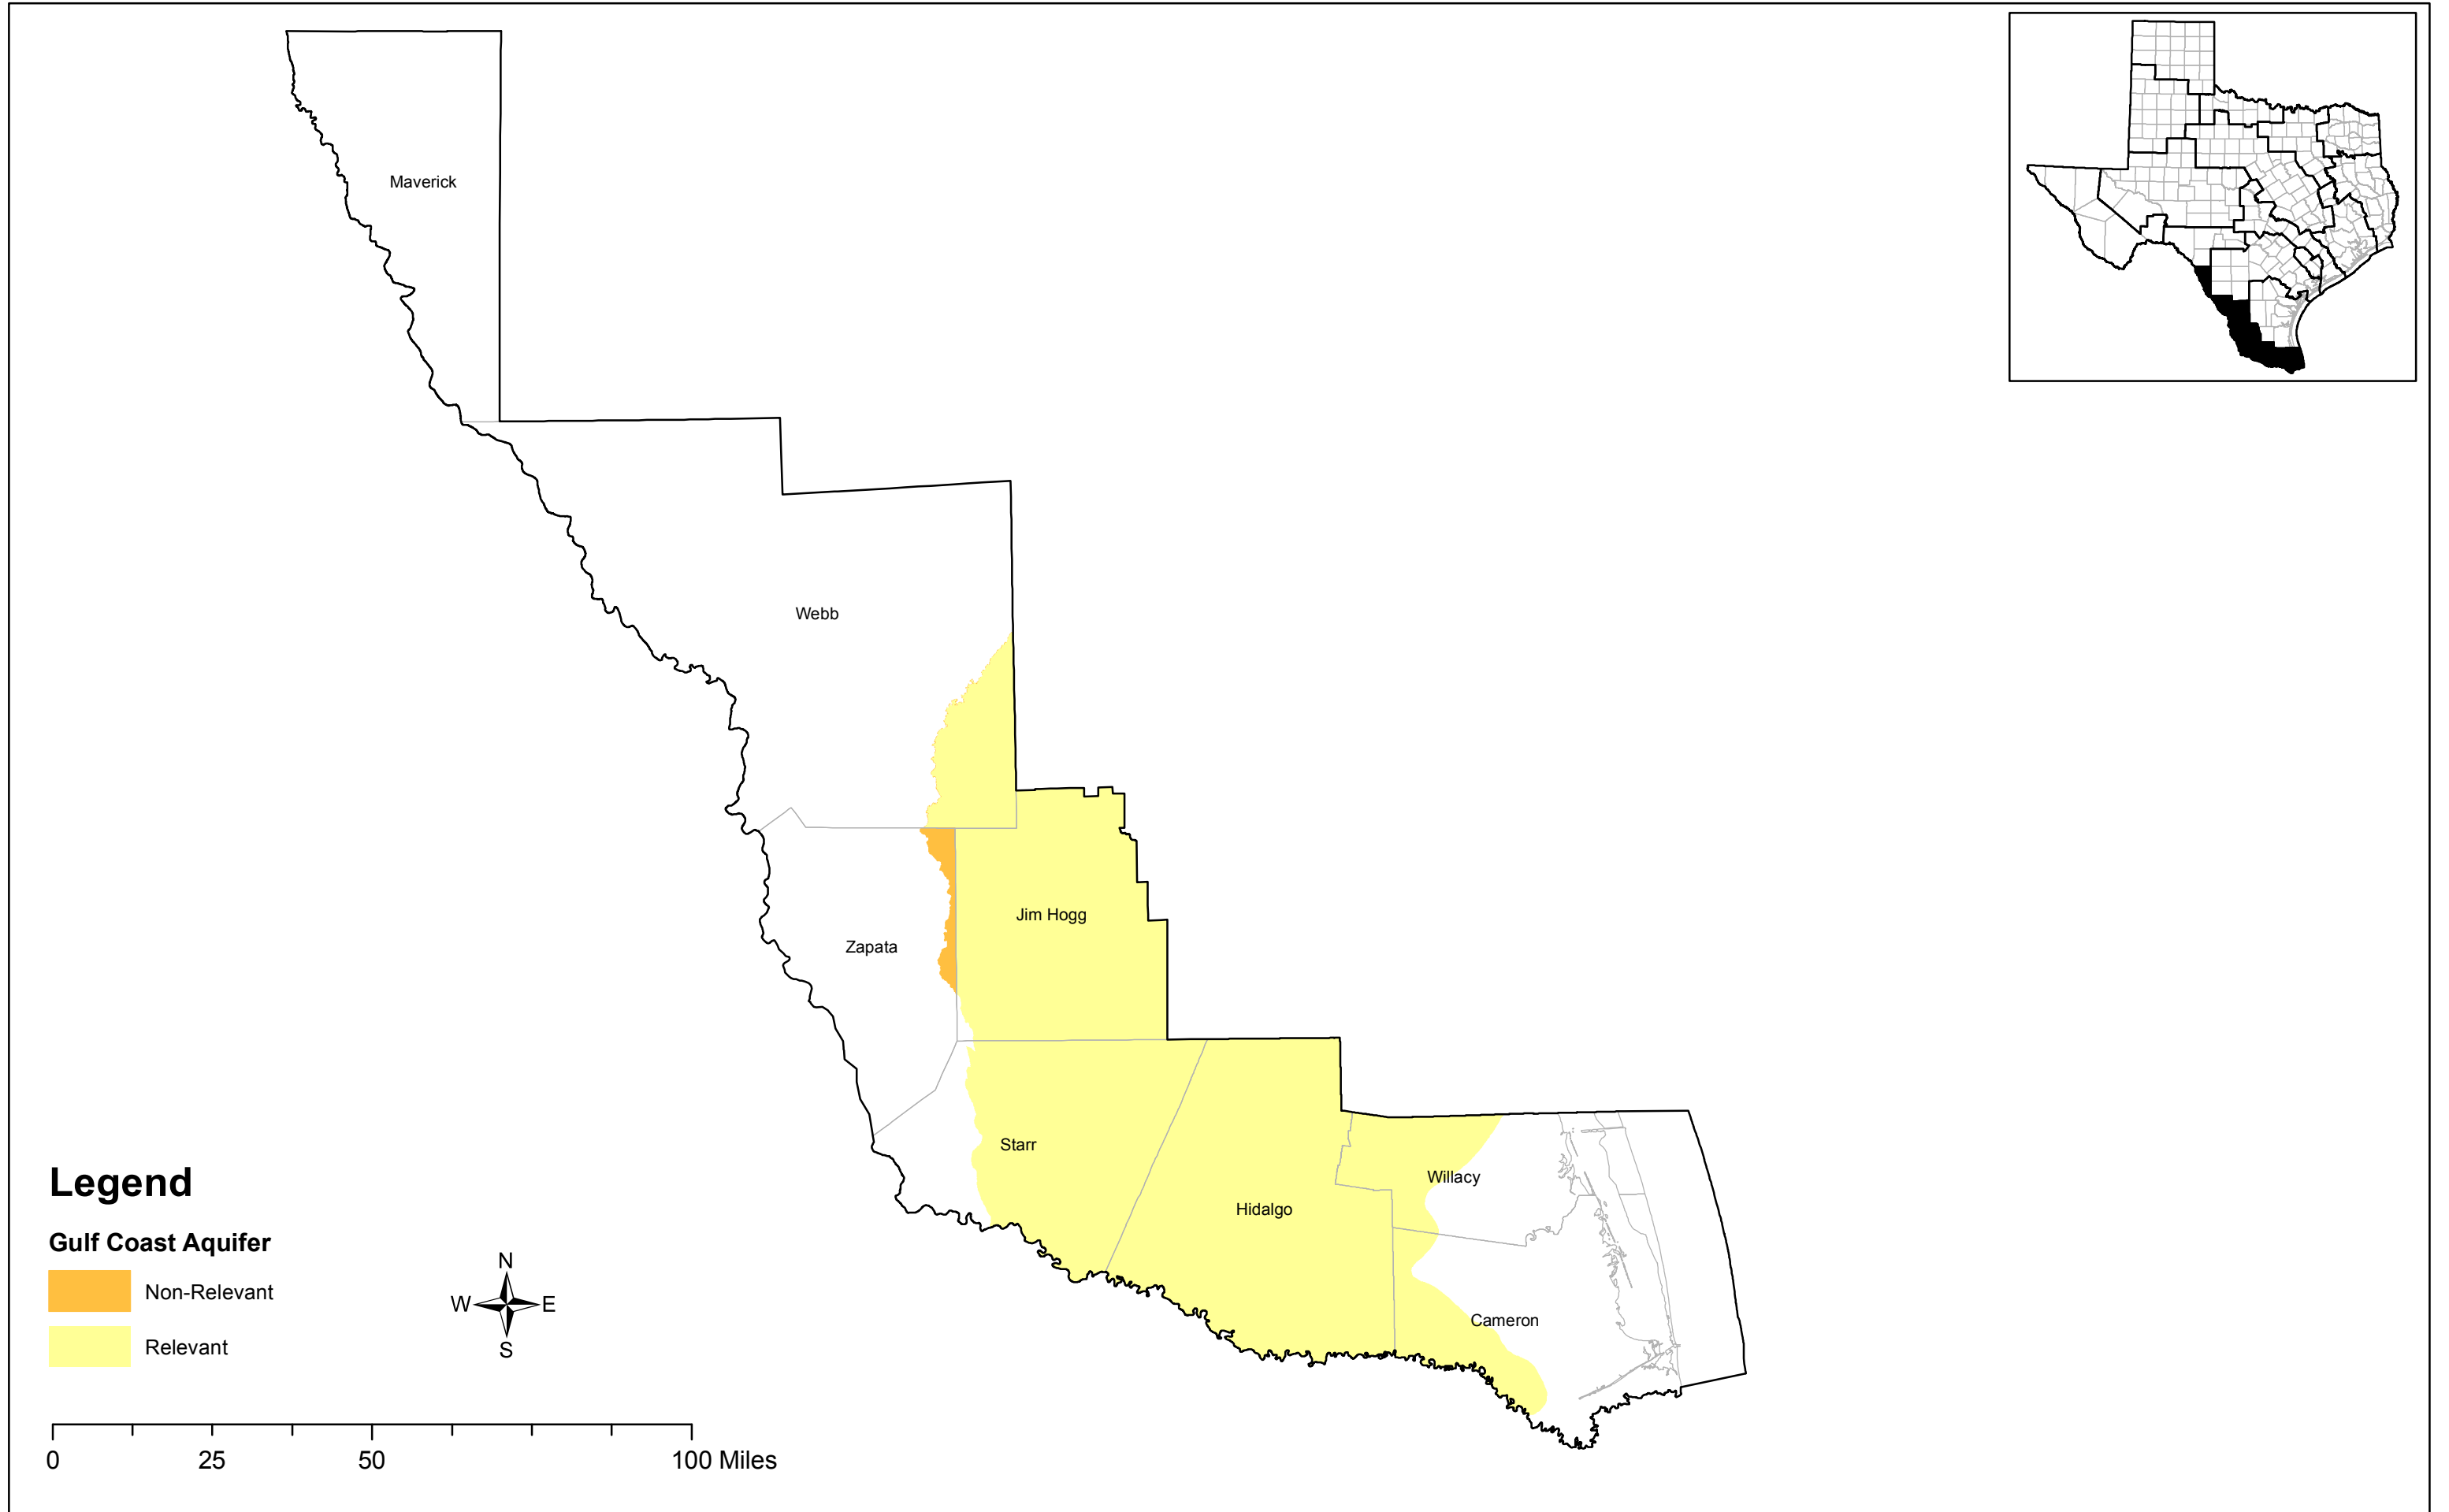 Maverick
Webb
Jim Hogg
Zapata
Starr
Willacy
Hidalgo
Cameron
Legend
Gulf Coast Aquifer
Non-Relevant
Relevant
N
W E
S
0 25 50 100 Miles